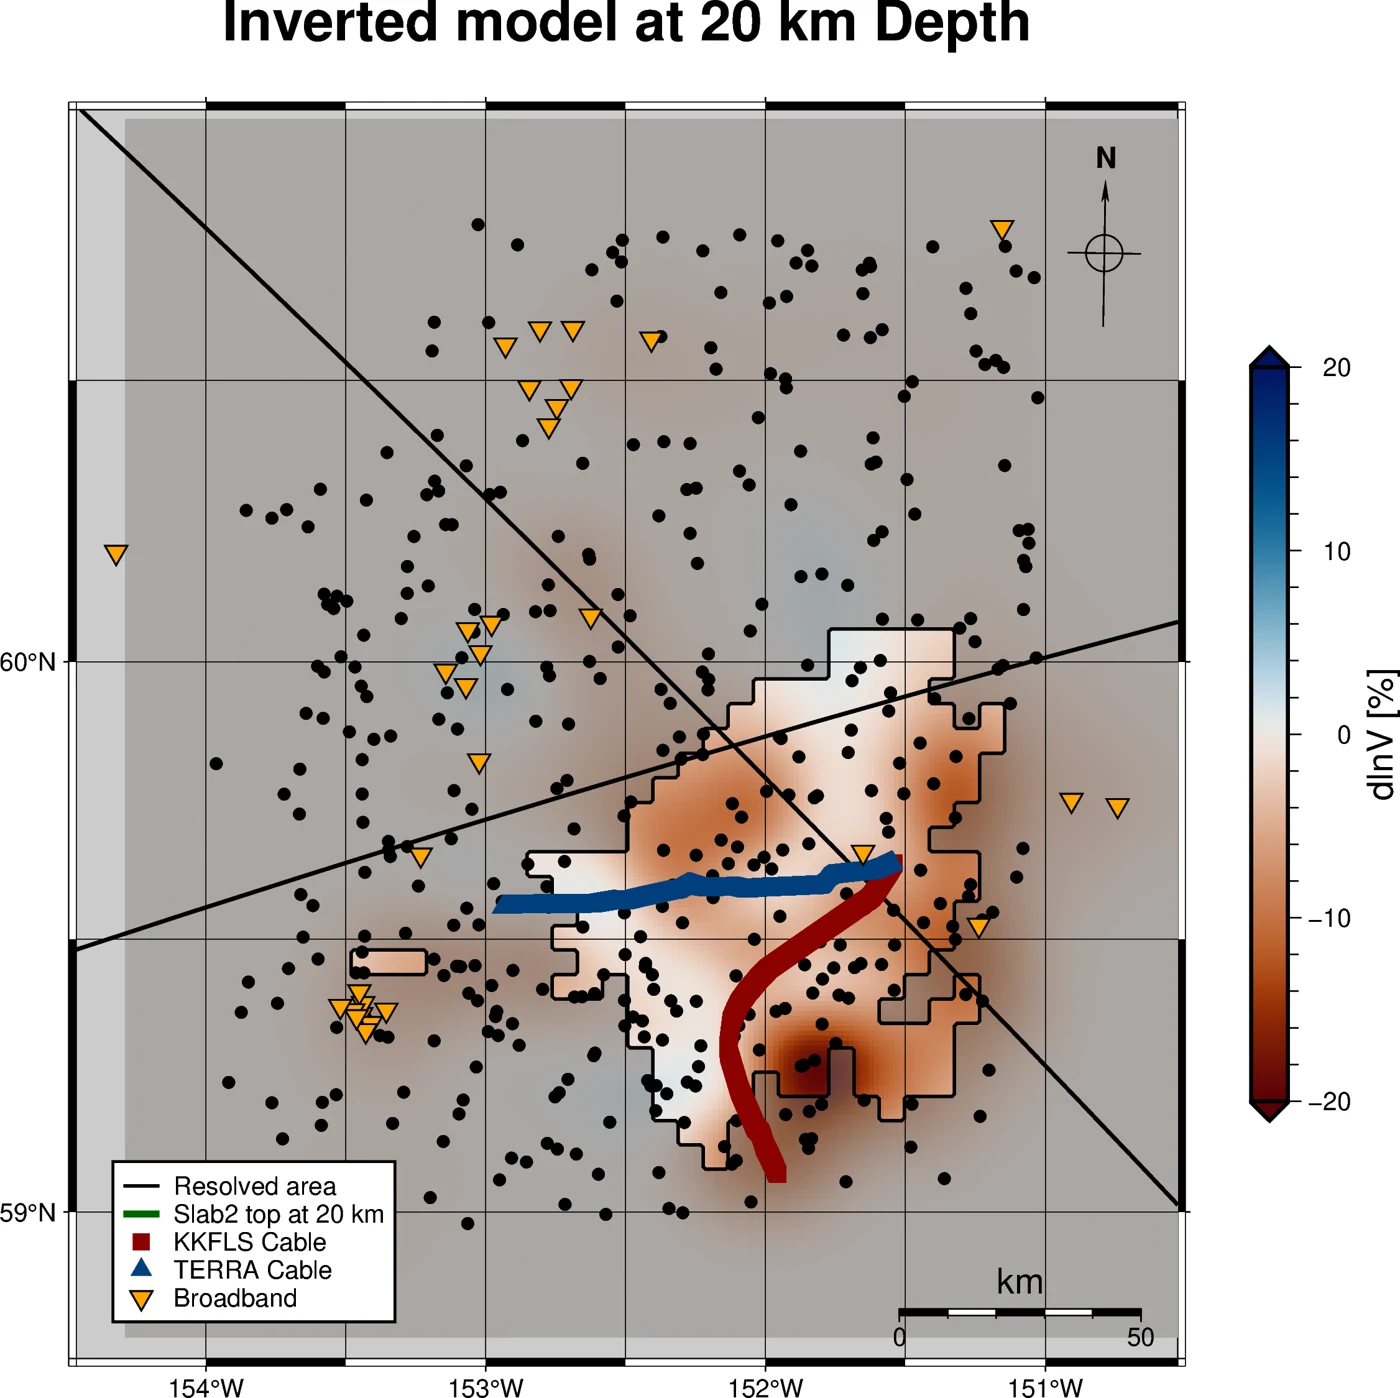 Inverted model at 20 km Depth
N
60°N
59°N
154°W
153°W
152°W
151°W
Resolved area
Slab2 top at 20 km
KKFLS Cable
TERRA Cable
Broadband
km
0
50
20
10
0
−10
−20
dlnV [%]